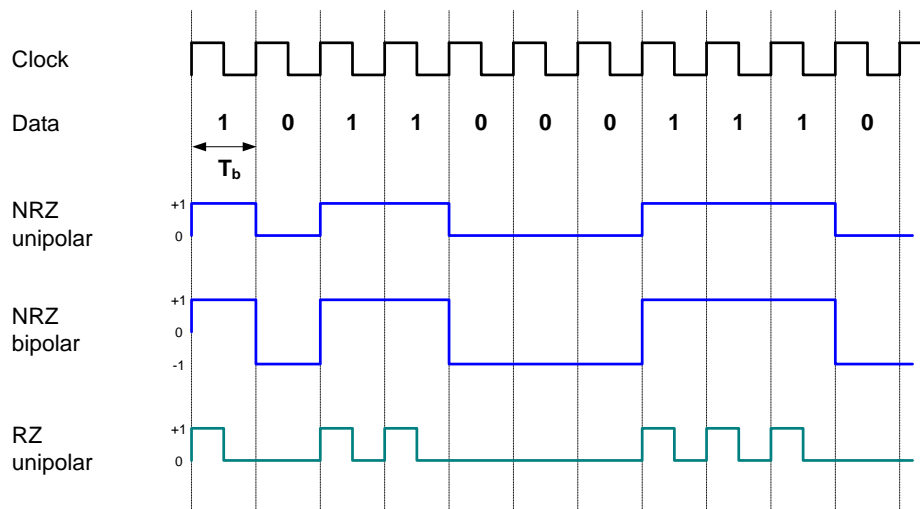 Clock
Data
1 0 1 1 0 0 0 1 1 1 0
Tb
NRZ
unipolar
+1
0
NRZ
bipolar
+1
0
-1
RZ
unipolar
+1
0